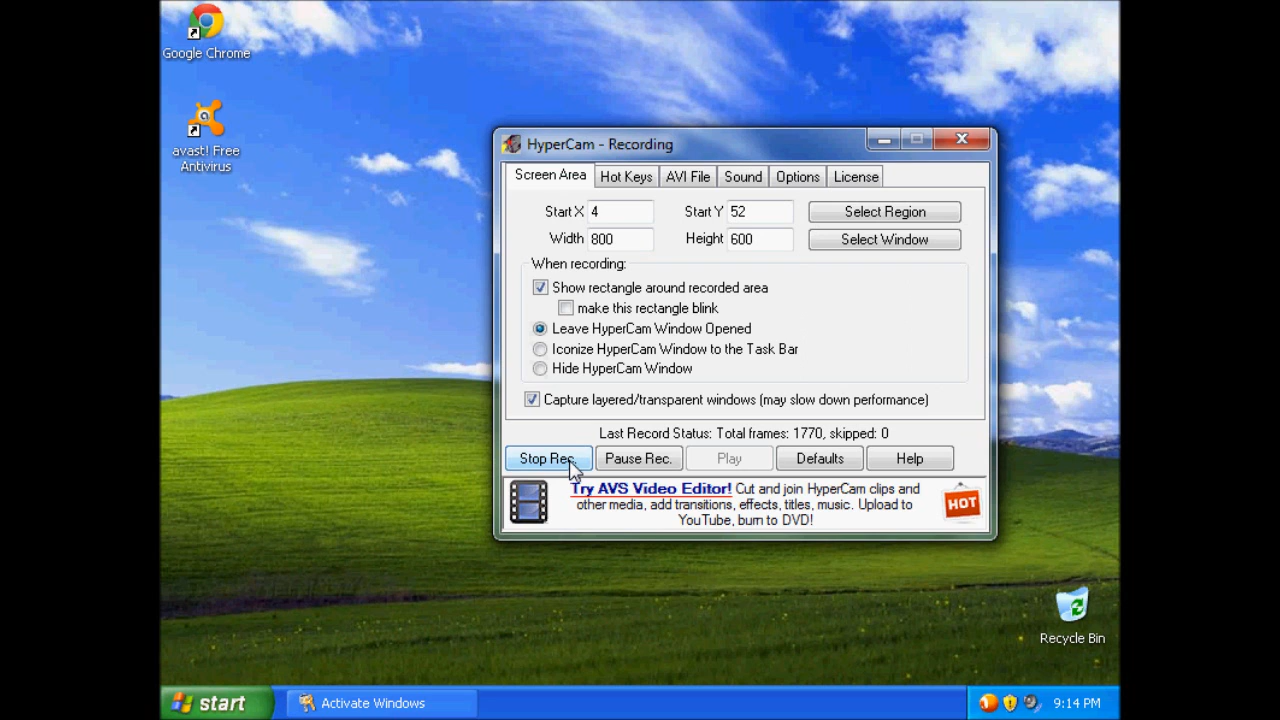 Google Chrome
avast! Free
Antivirus
HyperCam - Recording
Screen Area Hot Keys AVI File Sound Options License
Start X 4 Start Y 52 Select Region
Width 800 Height 600 Select Window
When recording:
Show rectangle around recorded area
make this rectangle blink
Leave HyperCam Window Opened
Iconize HyperCam Window to the Task Bar
Hide HyperCam Window
Capture layered/transparent windows (may slow down performance)
Last Record Status: Total frames: 1770, skipped: 0
Stop Rec. Pause Rec. Play Defaults Help
Try AVS Video Editor! Cut and join HyperCam clips and
other media, add transitions, effects, titles, music. Upload to
YouTube, burn to DVD!
HOT
Recycle Bin
start Activate Windows 9:14 PM